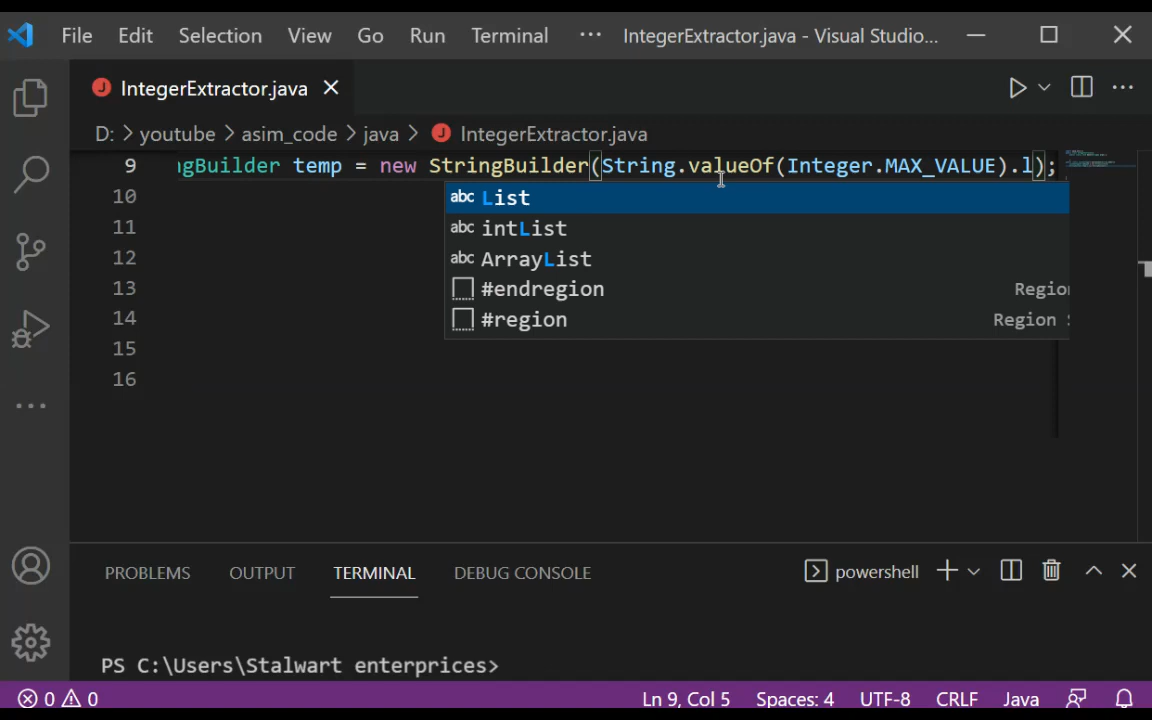 File Edit Selection View Go Run Terminal ··· IntegerExtractor.java - Visual Studio...
IntegerExtractor.java
D: > youtube > asim_code > java > IntegerExtractor.java
9 ngBuilder temp = new StringBuilder(String.valueOf(Integer.MAX_VALUE).l);
10 abc List
11 abc intList
12 abc ArrayList
13 #endregion Region
14 #region Region S
15
16
PROBLEMS OUTPUT TERMINAL DEBUG CONSOLE powershell
PS C:\Users\Stalwart enterprices>
0 0 Ln 9, Col 5 Spaces: 4 UTF-8 CRLF Java